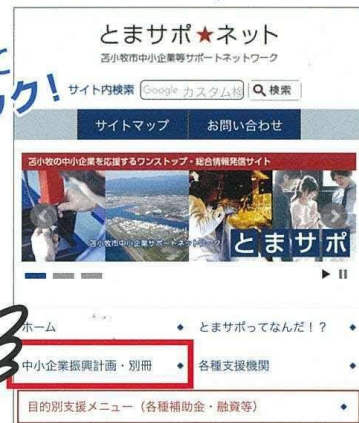 とまサポ★ネット
苫小牧市中小企業等サポートネットワーク
ク!
サイト内検索 Google カスタム検 検索
サイトマップ お問い合わせ
苫小牧の中小企業を応援するワンストップ・総合情報発信サイト
苫小牧市中小企業サポートネットワーク
とまサポ
ホーム とまサポってなんだ!?
中小企業振興計画・別冊 各種支援機関
目的別支援メニュー(各種補助金・融資等)